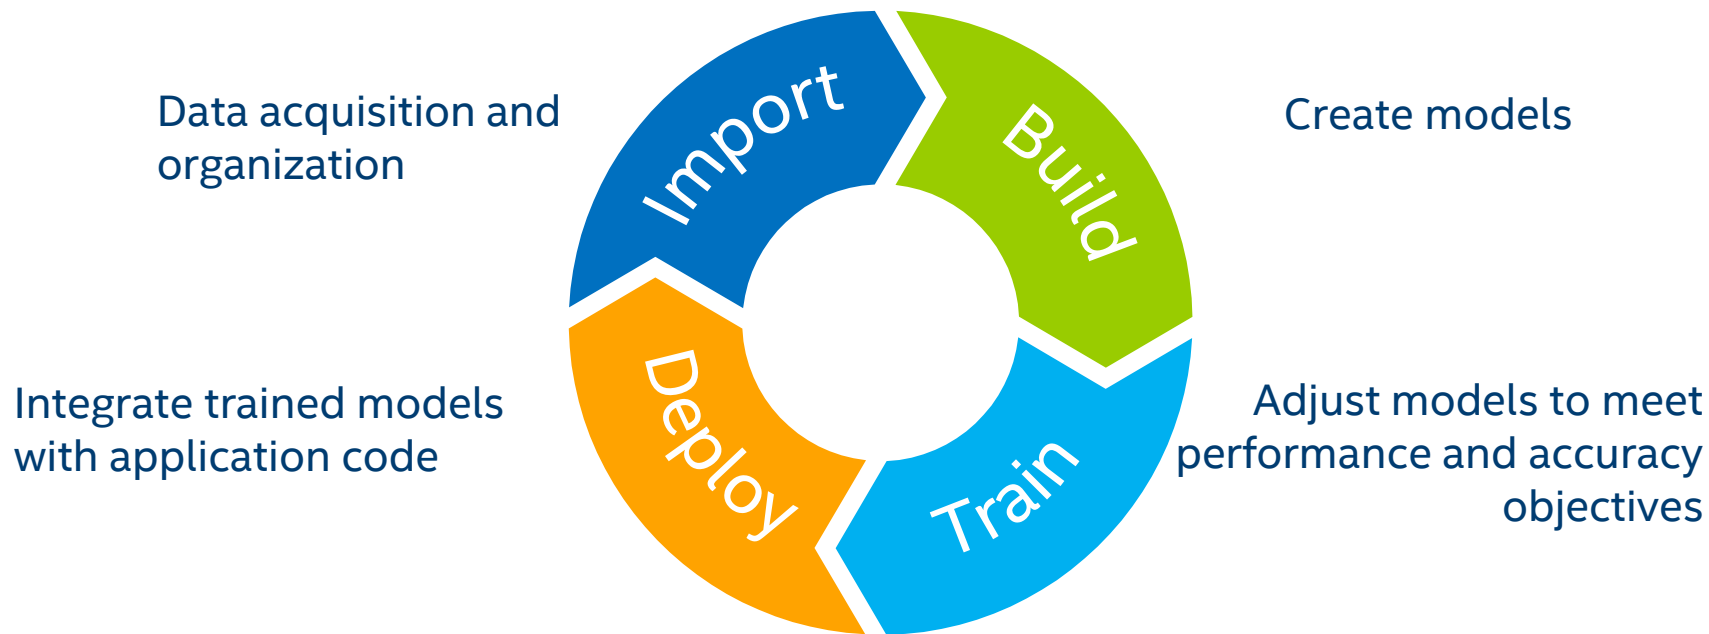 Data acquisition and
organization
Import
Build
Create models
Integrate trained models
with application code
Deploy
Train
Adjust models to meet
performance and accuracy
objectives